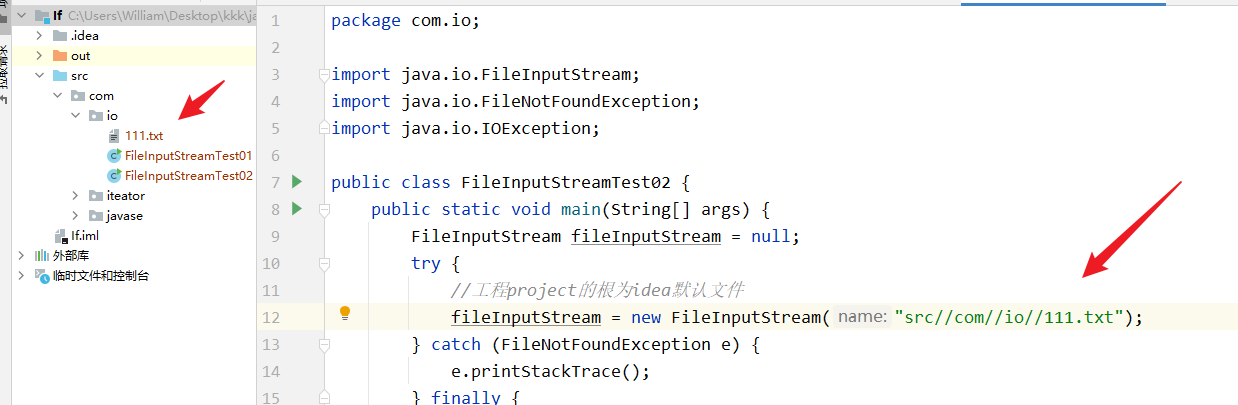 If C:\Users\William\Desktop\kkk\ja
.idea
out
src
com
io
111.txt
FileInputStreamTest01
FileInputStreamTest02
iteator
javase
If.iml
外部库
临时文件和控制台
1 package com.io;
2
3 import java.io.FileInputStream;
4 import java.io.FileNotFoundException;
5 import java.io.IOException;
6
7 public class FileInputStreamTest02 {
8 public static void main(String[] args) {
9 FileInputStream fileInputStream = null;
10 try {
11 //工程project的根为idea默认文件
12 fileInputStream = new FileInputStream( name: "src//com//io//111.txt");
13 } catch (FileNotFoundException e) {
14 e.printStackTrace();
15 } finally {